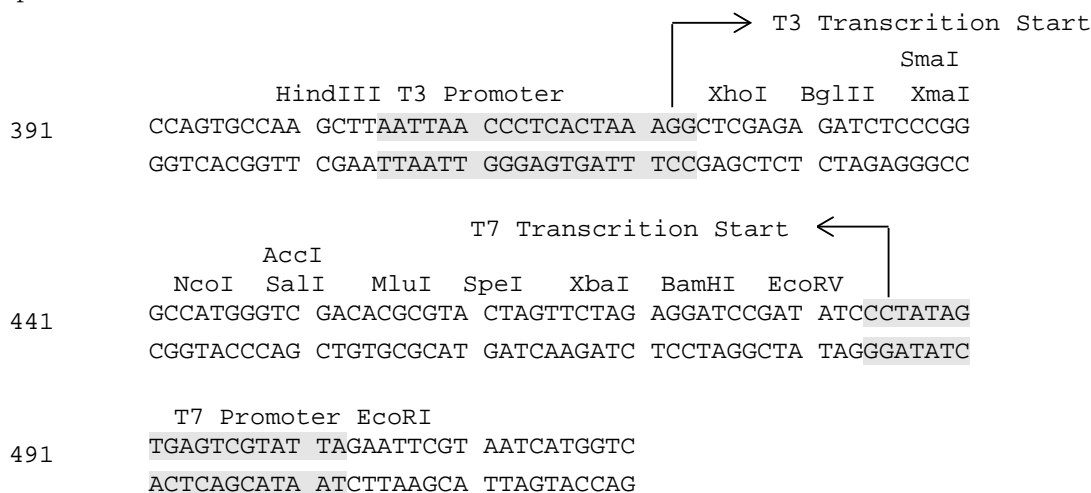 T3 Transcrition Start
SmaI
HindIII T3 Promoter XhoI BglII XmaI
391 CCAGTGCCAA GCTTAATTAA CCCTCACTAA AGGCTCGAGA GATCTCCCGG
GGTCACGGTT CGAATTAATT GGGAGTGATT TCCGAGCTCT CTAGAGGGCC
T7 Transcrition Start
AccI
NcoI SalI MluI SpeI XbaI BamHI EcoRV
441 GCCATGGGTC GACACGCGTA CTAGTTCTAG AGGATCCGAT ATCCCTATAG
CGGTACCCAG CTGTGCGCAT GATCAAGATC TCCTAGGCTA TAGGGATATC
T7 Promoter EcoRI
491 TGAGTCGTAT TAGAATTCGT AATCATGGTC
ACTCAGCATA ATCTTAAGCA TTAGTACCAG